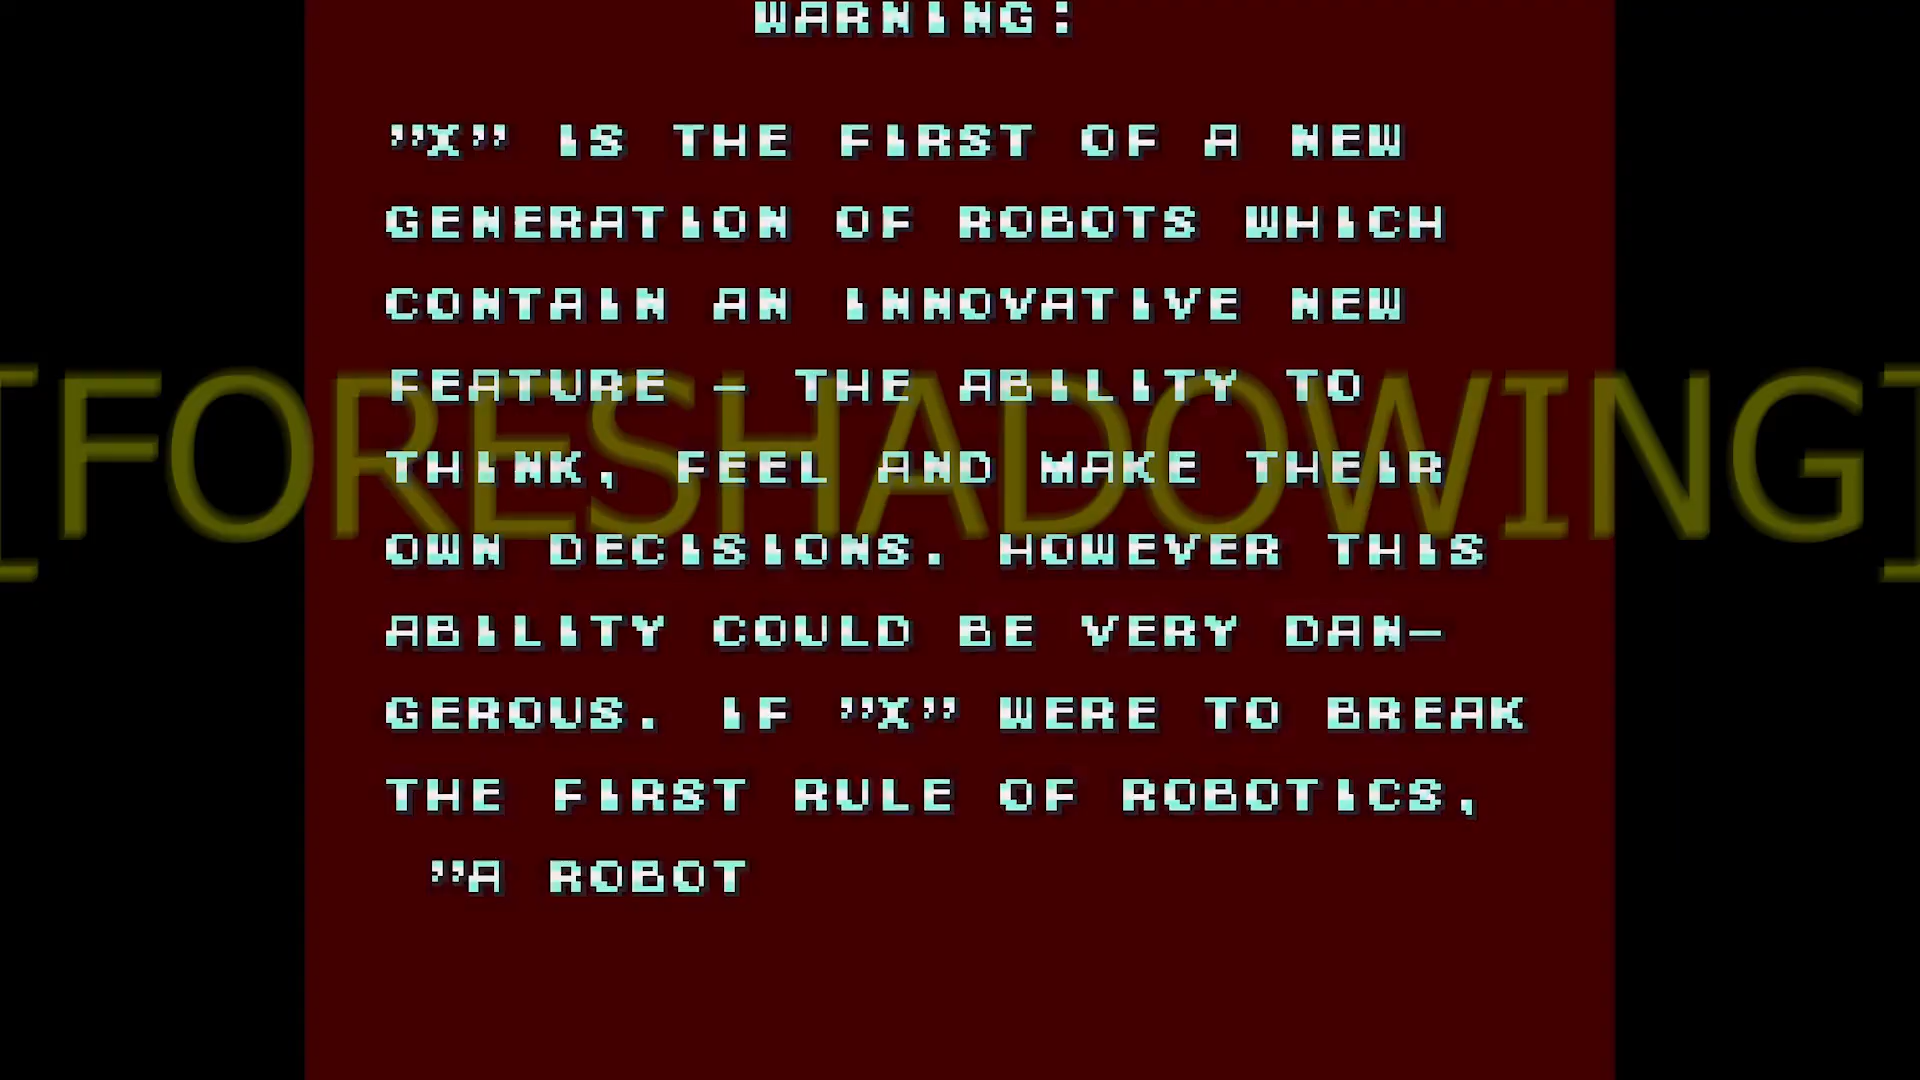 WARNING:
"X" IS THE FIRST OF A NEW
GENERATION OF ROBOTS WHICH
CONTAIN AN INNOVATIVE NEW
FEATURE – THE ABILITY TO
[FORESHADOWING]
THINK, FEEL AND MAKE THEIR
OWN DECISIONS. HOWEVER THIS
ABILITY COULD BE VERY DAN–
GEROUS. IF "X" WERE TO BREAK
THE FIRST RULE OF ROBOTICS,
"A ROBOT